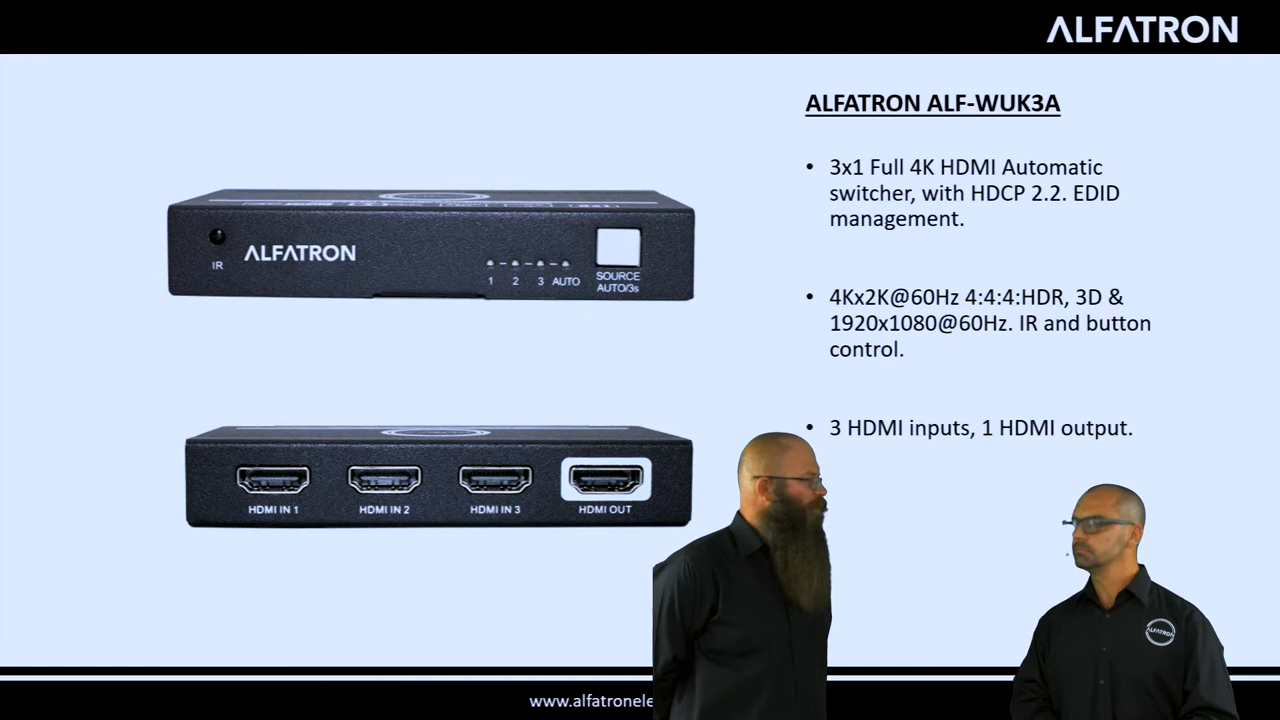 ALFATRON
ALFATRON ALF-WUK3A
• 3x1 Full 4K HDMI Automatic
switcher, with HDCP 2.2. EDID
management.
• 4Kx2K@60Hz 4:4:4:HDR, 3D &
1920x1080@60Hz. IR and button
control.
• 3 HDMI inputs, 1 HDMI output.
IR
ALFATRON
1 2 3 AUTO
SOURCE
AUTO/3s
HDMI IN 1 HDMI IN 2 HDMI IN 3 HDMI OUT
ALFATRON
www.alfatronele